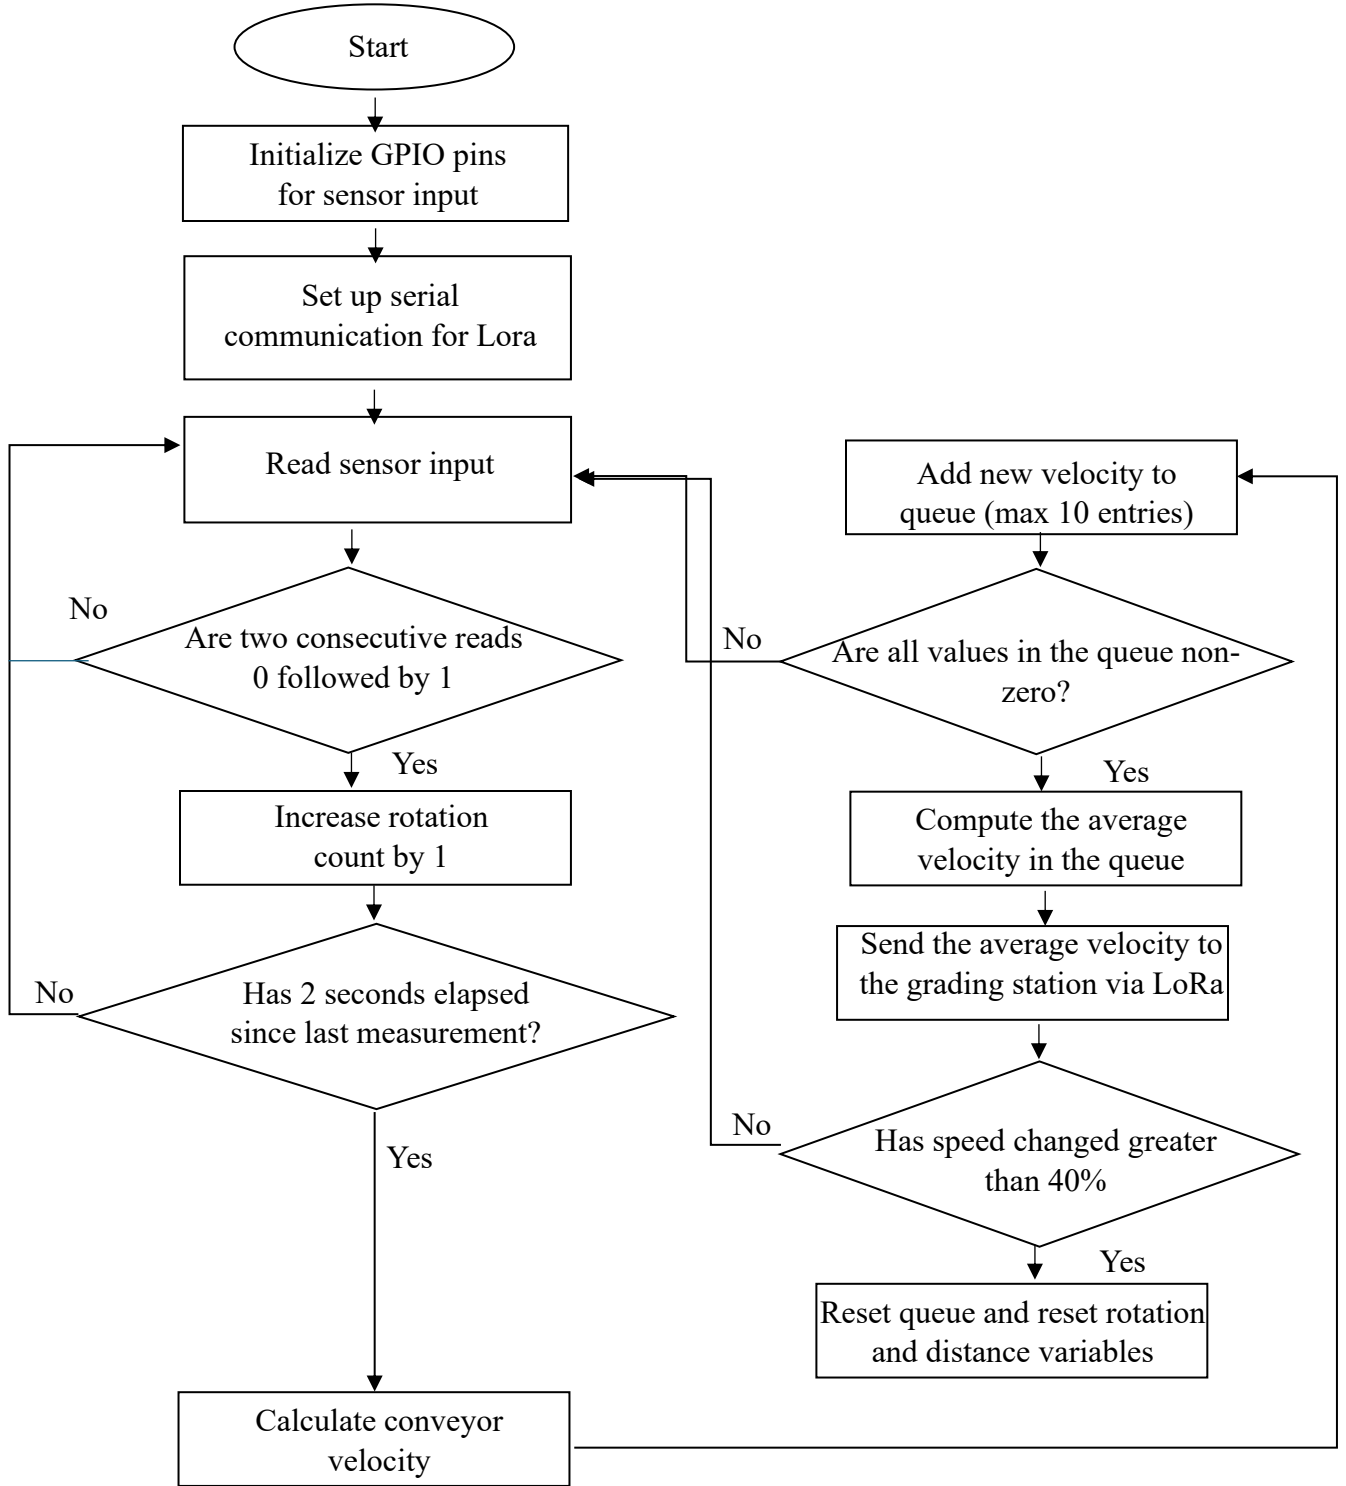 Start
Initialize GPIO pins
for sensor input
Set up serial
communication for Lora
Read sensor input
No
Are two consecutive reads
0 followed by 1
Yes
Increase rotation
count by 1
No
Has 2 seconds elapsed
since last measurement?
Yes
Calculate conveyor
velocity
Add new velocity to
queue (max 10 entries)
No
Are all values in the queue non-
zero?
Yes
Compute the average
velocity in the queue
Send the average velocity to
the grading station via LoRa
No
Has speed changed greater
than 40%
Yes
Reset queue and reset rotation
and distance variables